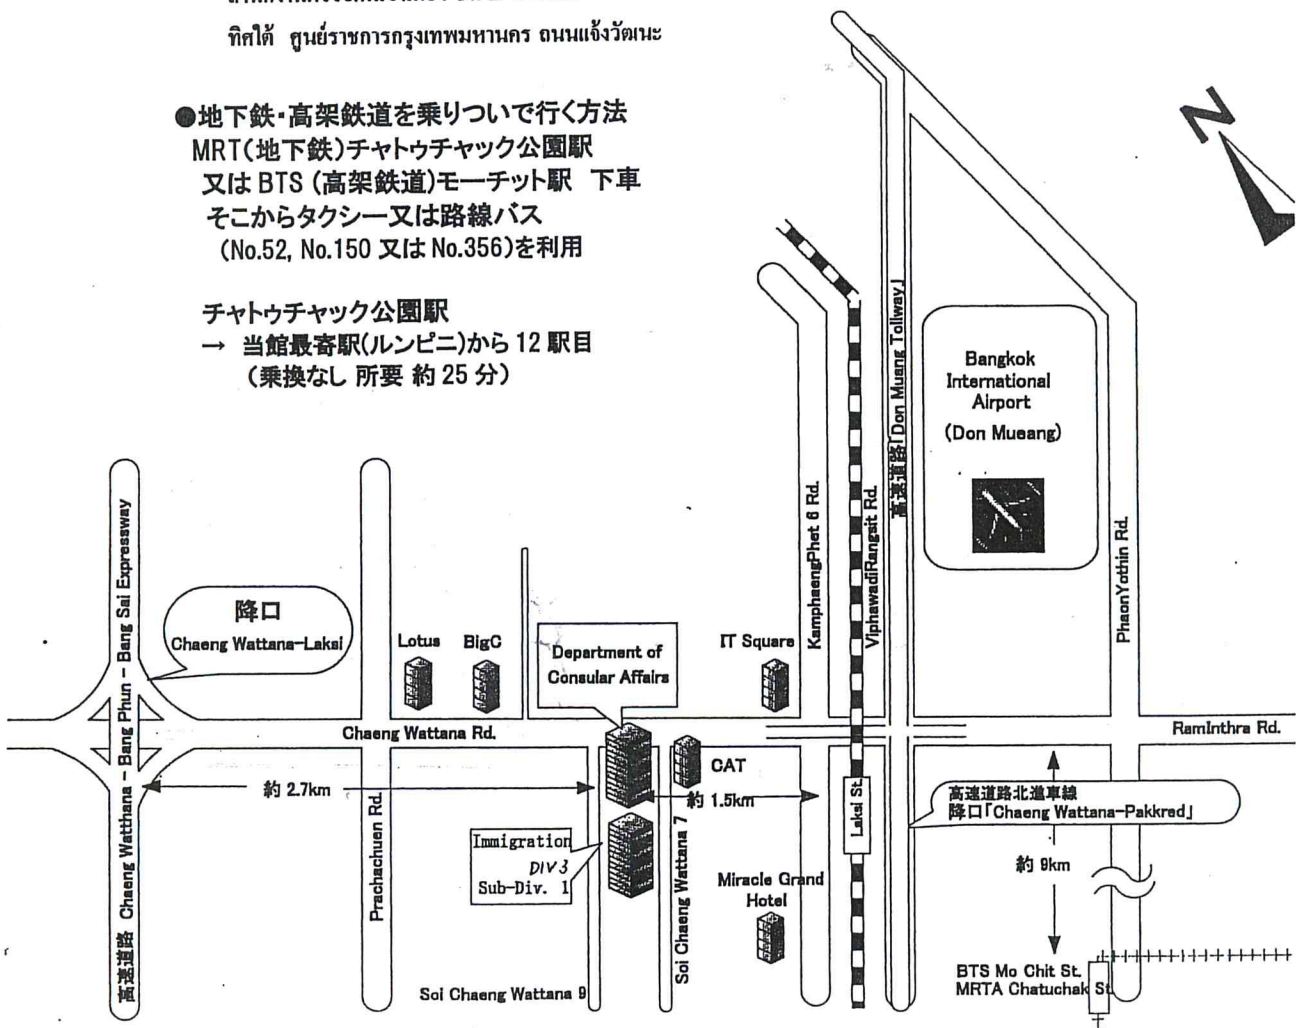 ทิศใต้ ศูนย์ราชการกรุงเทพมหานคร ถนนแจ้งวัฒนะ
●地下鉄・高架鉄道を乗りついで行く方法
MRT(地下鉄)チャトゥチャック公園駅
又は BTS (高架鉄道)モーチット駅 下車
そこからタクシー又は路線バス
(No.52, No.150 又は No.356)を利用
チャトゥチャック公園駅
→ 当館最寄駅(ルンピニ)から 12 駅目
(乗換なし 所要 約 25 分)
N
Bangkok
International
Airport
(Don Mueang)
高速道路「Don Muang Tollway」
KamphaengPhet 6 Rd.
ViphawadiRangsit Rd.
PhaonYothin Rd.
高速道路 Chaeng Watthana - Bang Phun - Bang Sai Expressway
降口
Chaeng Wattana-Laksi
Lotus
BigC
Department of
Consular Affairs
IT Square
Chaeng Wattana Rd.
RamInthra Rd.
CAT
約 2.7km
約 1.5km
Laksi St.
高速道路北進車線
降口「Chaeng Wattana-Pakkred」
Prachachuen Rd.
Immigration
DIV 3
Sub-Div. 1
Soi Chaeng Wattana 7
Miracle Grand
Hotel
約 9km
Soi Chaeng Wattana 9
BTS Mo Chit St.
MRTA Chatuchak St